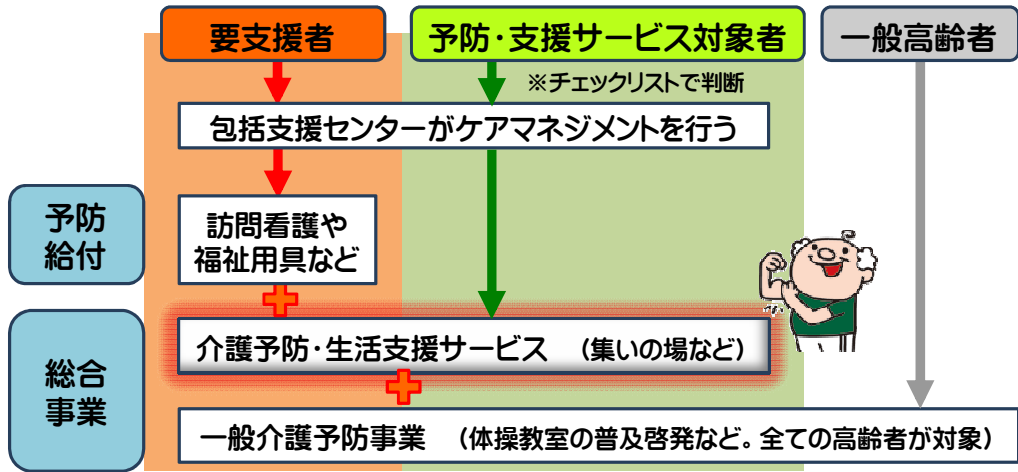 要支援者
予防・支援サービス対象者
一般高齢者
※チェックリストで判断
包括支援センターがケアマネジメントを行う
予防
給付
訪問看護や
福祉用具など
総合
事業
介護予防・生活支援サービス （集いの場など）
一般介護予防事業 （体操教室の普及啓発など。全ての高齢者が対象）